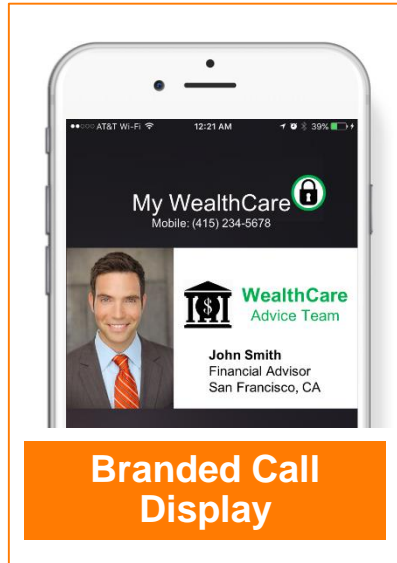 AT&T Wi-Fi 12:21 AM 39%
My WealthCare
Mobile: (415) 234-5678
$
WealthCare
Advice Team
John Smith
Financial Advisor
San Francisco, CA
Branded Call
Display